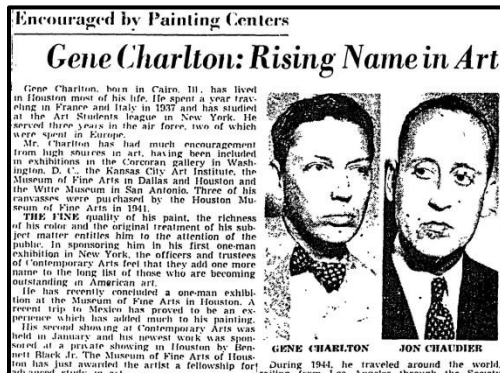 Encouraged by Painting Centers
Gene Charlton: Rising Name in Art
Gene Charlton, born in Cairo, Ill., has lived
in Houston most of his life. He spent a year trav-
eling in France and Italy in 1937 and has studied
at the Art Students league in New York. He
served three years in the air force, two of which
were spent in Europe.
Mr. Charlton has had much encouragement
from high sources in art, having been included
in exhibitions in the Corcoran gallery in Wash-
ington, D. C., the Kansas City Art Institute, the
Museum of Fine Arts in Dallas and Houston and
the Witte Museum in San Antonio. Three of his
canvasses were purchased by the Houston Mu-
seum of Fine Arts in 1941.
THE FINE quality of his paint, the richness
of his color and the original treatment of his sub-
ject matter entitles him to the attention of the
public. In sponsoring him in his first one-man
exhibition in New York, the officers and trustees
of Contemporary Arts feel that they add one more
name to the long list of those who are becoming
outstanding in American art.
He has recently concluded a one-man exhibi-
tion at the Museum of Fine Arts in Houston. A
recent trip to Mexico has proved to be an ex-
perience which has added much to his painting.
His second showing at Contemporary Arts was
held in January and his newest work was spon-
sored at a private showing in Houston by Ben-
nett Black Jr. The Museum of Fine Arts of Hous-
ton has just awarded the artist a fellowship for
GENE CHARLTON
JON CHAUDIER
During 1944, he traveled around the world